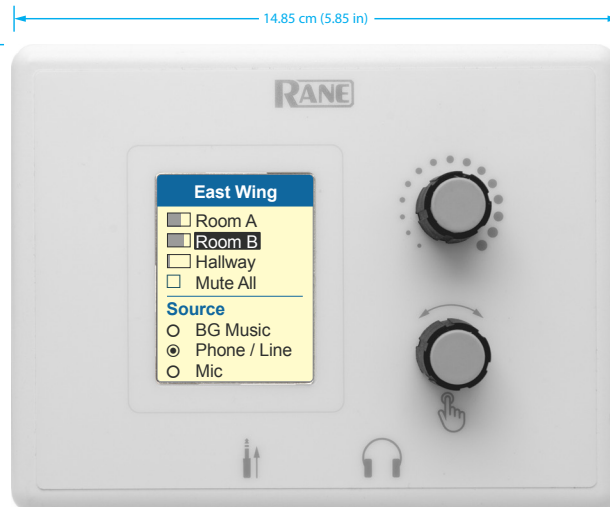 14.85 cm (5.85 in)
RANE
East Wing
Room A
Room B
Hallway
Mute All
Source
BG Music
Phone / Line
Mic